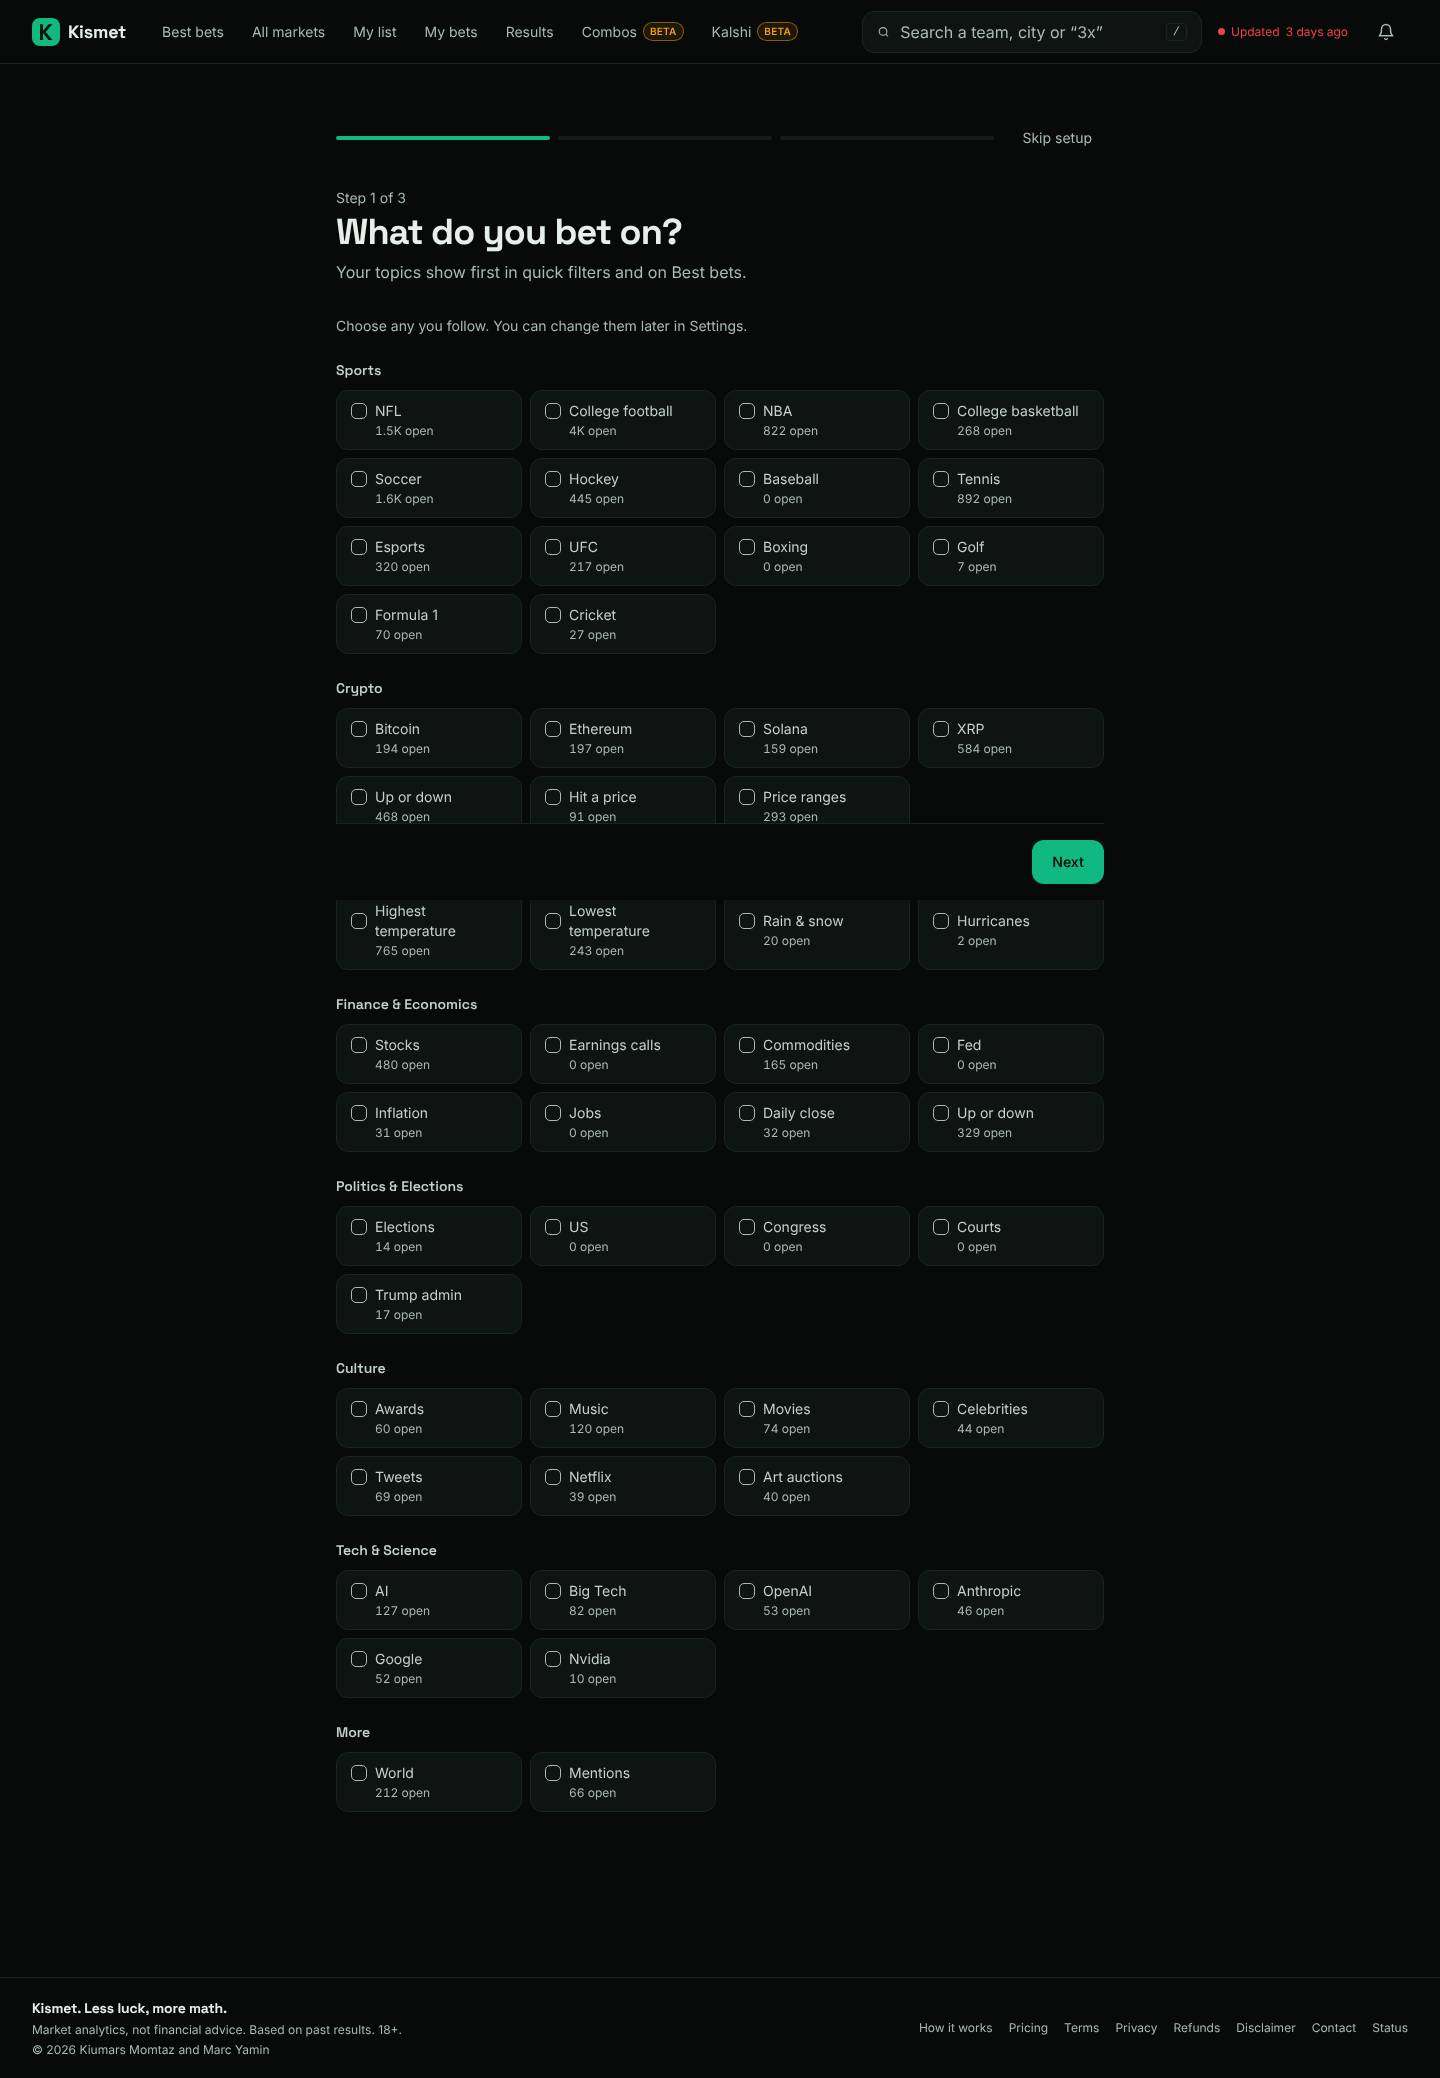 Kismet
Best bets
All markets
My list
My bets
Results
Combos BETA
Kalshi BETA
Search a team, city or “3x”
/
Updated 3 days ago
Skip setup
Step 1 of 3
What do you bet on?
Your topics show first in quick filters and on Best bets.
Choose any you follow. You can change them later in Settings.
Sports
NFL
1.5K open
College football
4K open
NBA
822 open
College basketball
268 open
Soccer
1.6K open
Hockey
445 open
Baseball
0 open
Tennis
892 open
Esports
320 open
UFC
217 open
Boxing
0 open
Golf
7 open
Formula 1
70 open
Cricket
27 open
Crypto
Bitcoin
194 open
Ethereum
197 open
Solana
159 open
XRP
584 open
Up or down
468 open
Hit a price
91 open
Price ranges
293 open
Next
Highest
temperature
765 open
Lowest
temperature
243 open
Rain & snow
20 open
Hurricanes
2 open
Finance & Economics
Stocks
480 open
Earnings calls
0 open
Commodities
165 open
Fed
0 open
Inflation
31 open
Jobs
0 open
Daily close
32 open
Up or down
329 open
Politics & Elections
Elections
14 open
US
0 open
Congress
0 open
Courts
0 open
Trump admin
17 open
Culture
Awards
60 open
Music
120 open
Movies
74 open
Celebrities
44 open
Tweets
69 open
Netflix
39 open
Art auctions
40 open
Tech & Science
AI
127 open
Big Tech
82 open
OpenAI
53 open
Anthropic
46 open
Google
52 open
Nvidia
10 open
More
World
212 open
Mentions
66 open
Kismet. Less luck, more math.
Market analytics, not financial advice. Based on past results. 18+.
© 2026 Kiumars Momtaz and Marc Yamin
How it works
Pricing
Terms
Privacy
Refunds
Disclaimer
Contact
Status